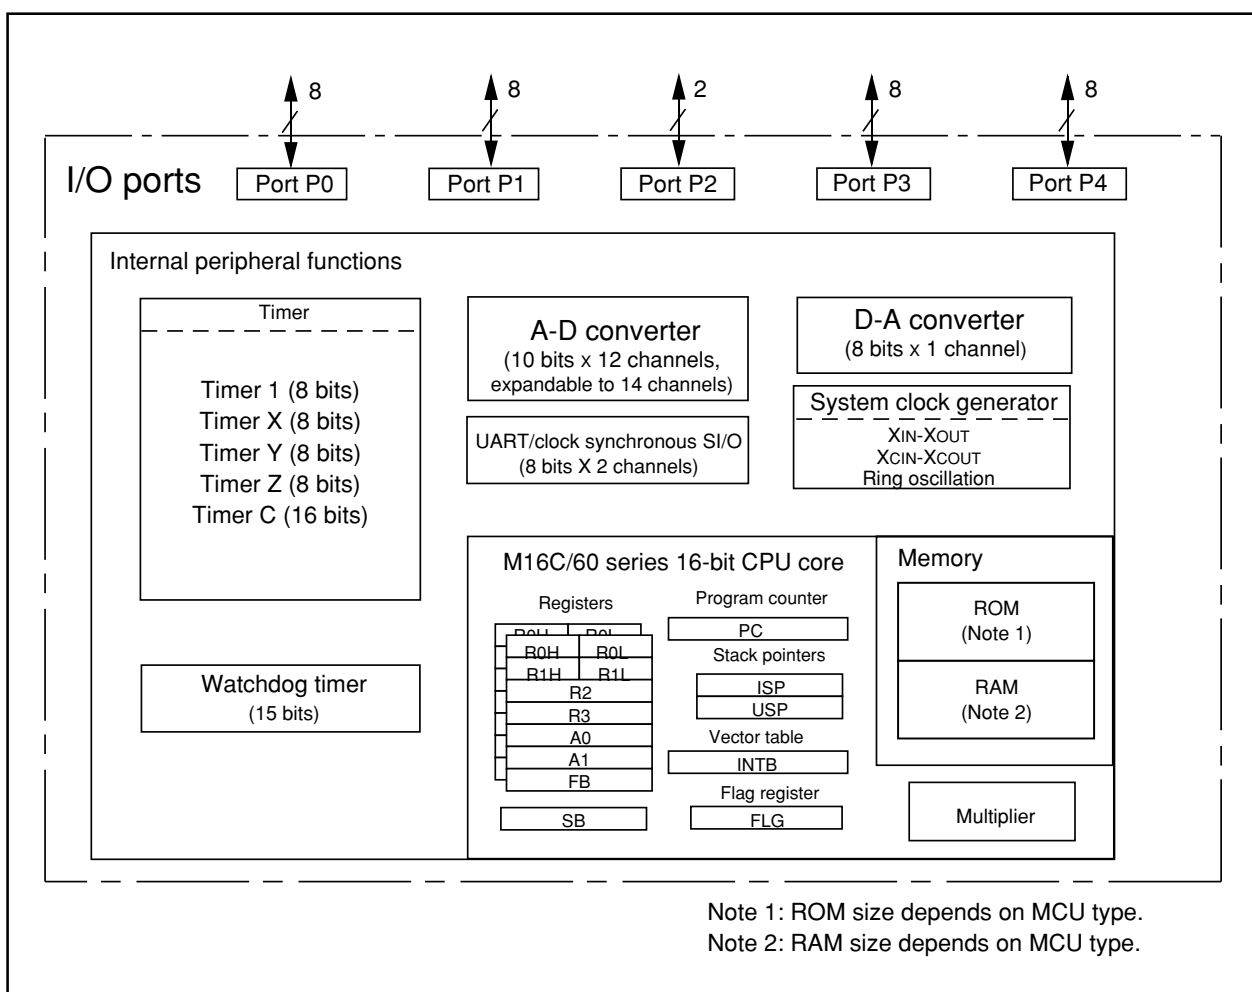 8
8
2
8
8
I/O ports
Port P0
Port P1
Port P2
Port P3
Port P4
Internal peripheral functions
Timer
Timer 1 (8 bits)
Timer X (8 bits)
Timer Y (8 bits)
Timer Z (8 bits)
Timer C (16 bits)
A-D converter
(10 bits x 12 channels,
expandable to 14 channels)
D-A converter
(8 bits x 1 channel)
UART/clock synchronous SI/O
(8 bits X 2 channels)
System clock generator
XIN-XOUT
XCIN-XCOUT
Ring oscillation
Watchdog timer
(15 bits)
M16C/60 series 16-bit CPU core
Registers
R0H R0L
R0H R0L
R1H R1L
R2
R3
A0
A1
FB
SB
Program counter
PC
Stack pointers
ISP
USP
Vector table
INTB
Flag register
FLG
Memory
ROM
(Note 1)
RAM
(Note 2)
Multiplier
Note 1: ROM size depends on MCU type.
Note 2: RAM size depends on MCU type.